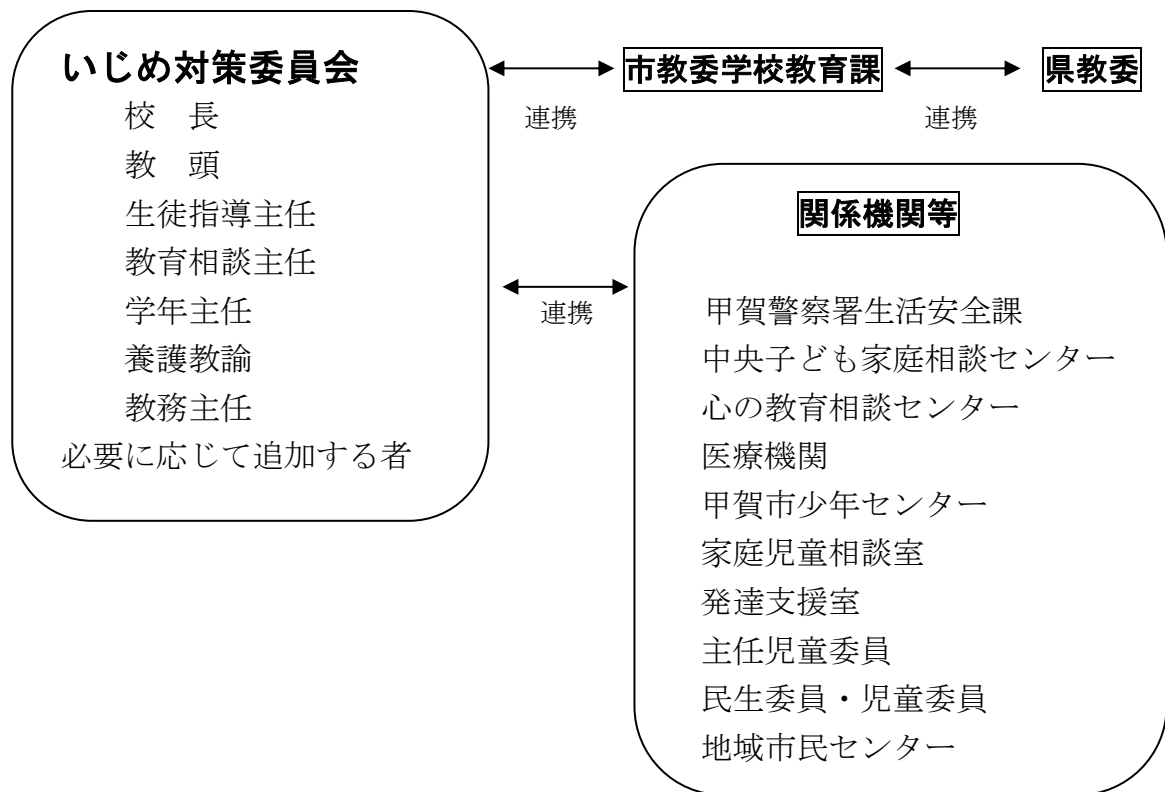 いじめ対策委員会
校　長
教　頭
生徒指導主任
教育相談主任
学年主任
養護教諭
教務主任
必要に応じて追加する者
連携
市教委学校教育課
連携
県教委
連携
関係機関等
甲賀警察署生活安全課
中央子ども家庭相談センター
心の教育相談センター
医療機関
甲賀市少年センター
家庭児童相談室
発達支援室
主任児童委員
民生委員・児童委員
地域市民センター